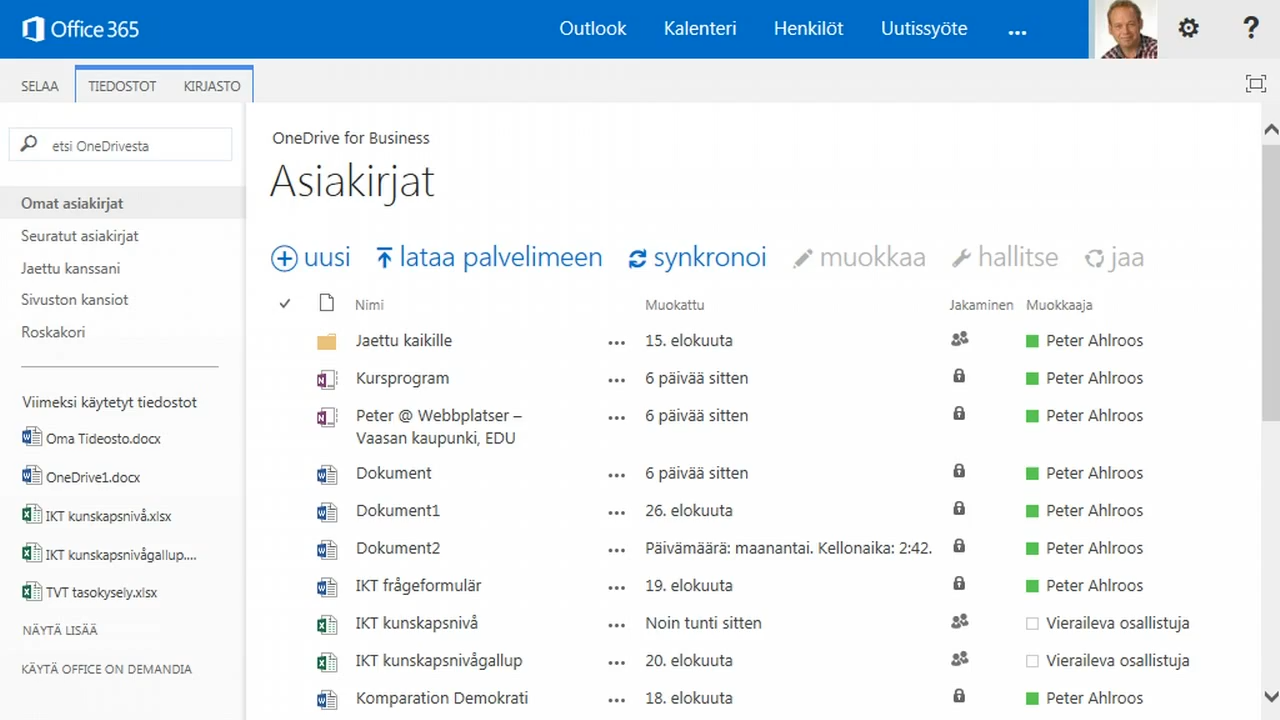 Office 365
Outlook Kalenteri Henkilöt Uutissyöte ... ?
SELAA TIEDOSTOT KIRJASTO
etsi OneDrivesta
Omat asiakirjat
Seuratut asiakirjat
Jaettu kanssani
Sivuston kansiot
Roskakori
Viimeksi käytetyt tiedostot
Oma Tideosto.docx
OneDrive1.docx
IKT kunskapsnivå.xlsx
IKT kunskapsnivågallup....
TVT tasokysely.xlsx
NÄYTÄ LISÄÄ
KÄYTÄ OFFICE ON DEMANDIA
OneDrive for Business
Asiakirjat
uusi lataa palvelimeen synkronoi muokkaa hallitse jaa
Nimi Muokattu Jakaminen Muokkaaja
Jaettu kaikille ... 15. elokuuta Peter Ahlroos
Kursprogram ... 6 päivää sitten Peter Ahlroos
Peter @ Webbplatser – ... 6 päivää sitten Peter Ahlroos
Vaasan kaupunki, EDU
Dokument ... 6 päivää sitten Peter Ahlroos
Dokument1 ... 26. elokuuta Peter Ahlroos
Dokument2 ... Päivämäärä: maanantai. Kellonaika: 2:42. Peter Ahlroos
IKT frågeformulär ... 19. elokuuta Peter Ahlroos
IKT kunskapsnivå ... Noin tunti sitten Vieraileva osallistuja
IKT kunskapsnivågallup ... 20. elokuuta Vieraileva osallistuja
Komparation Demokrati ... 18. elokuuta Peter Ahlroos